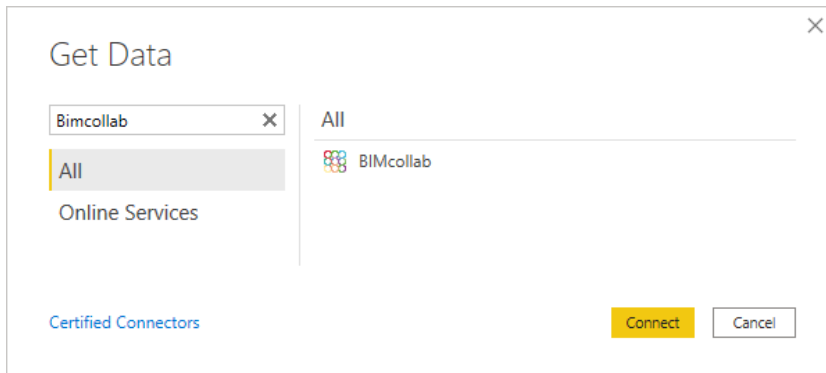 Get Data
Bimcollab
All
Online Services
All
BIMcollab
Certified Connectors
Connect
Cancel